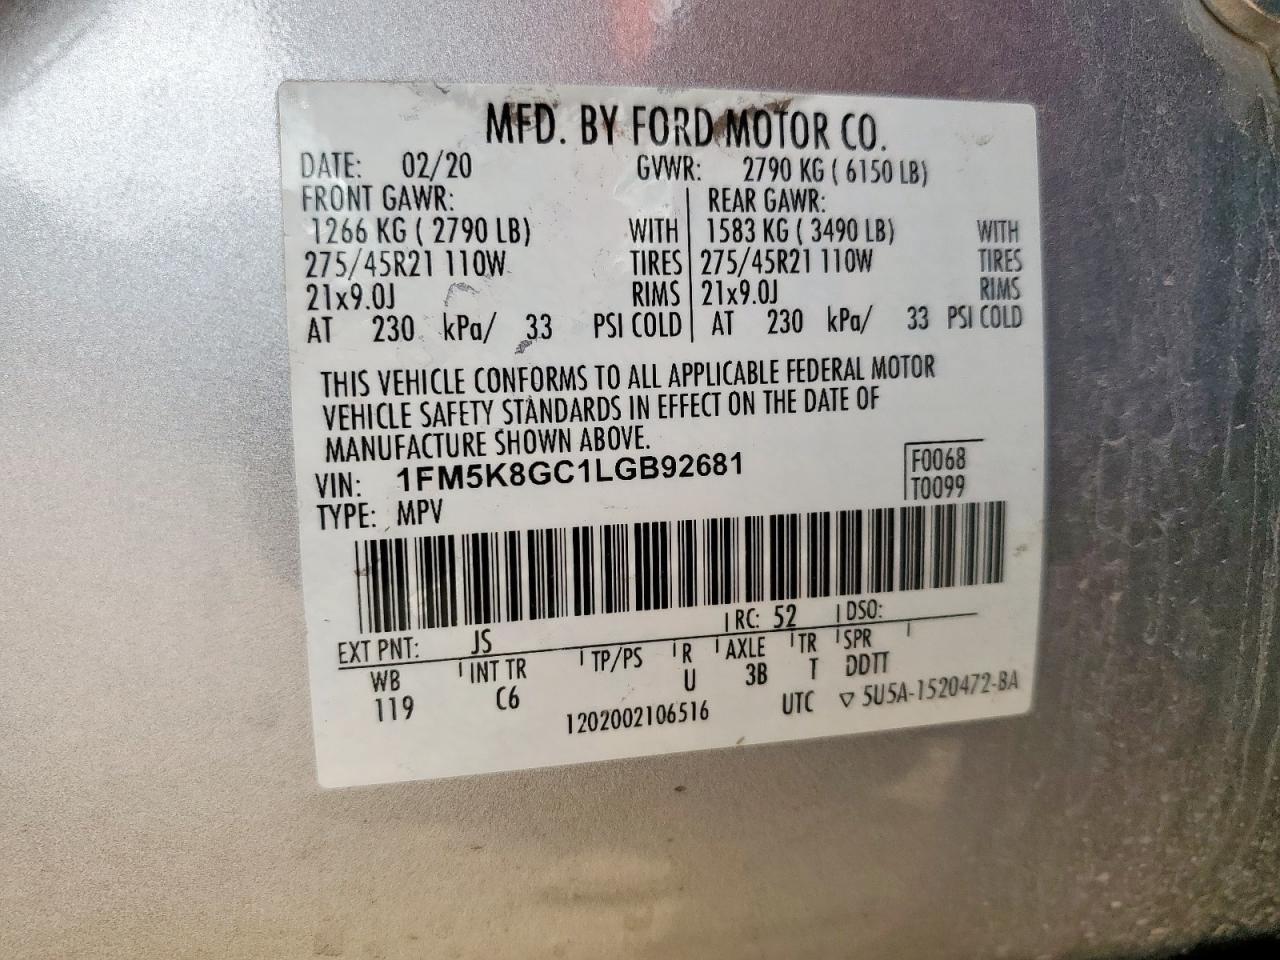 MFD. BY FORD MOTOR CO.
DATE: 02/20 GVWR: 2790 KG ( 6150 LB)
FRONT GAWR: REAR GAWR:
1266 KG ( 2790 LB) WITH 1583 KG ( 3490 LB) WITH
275/45R21 110W TIRES 275/45R21 110W TIRES
21x9.0J RIMS 21x9.0J RIMS
AT 230 kPa/ 33 PSI COLD AT 230 kPa/ 33 PSI COLD
THIS VEHICLE CONFORMS TO ALL APPLICABLE FEDERAL MOTOR
VEHICLE SAFETY STANDARDS IN EFFECT ON THE DATE OF
MANUFACTURE SHOWN ABOVE.
VIN: 1FM5K8GC1LGB92681 F0068
TYPE: MPV T0099
EXT PNT: JS RC: 52 DSO:
WB INT TR TP/PS R AXLE TR SPR
119 C6 U 3B T DDTT
1202002106516 UTC ▽ 5U5A-1520472-BA